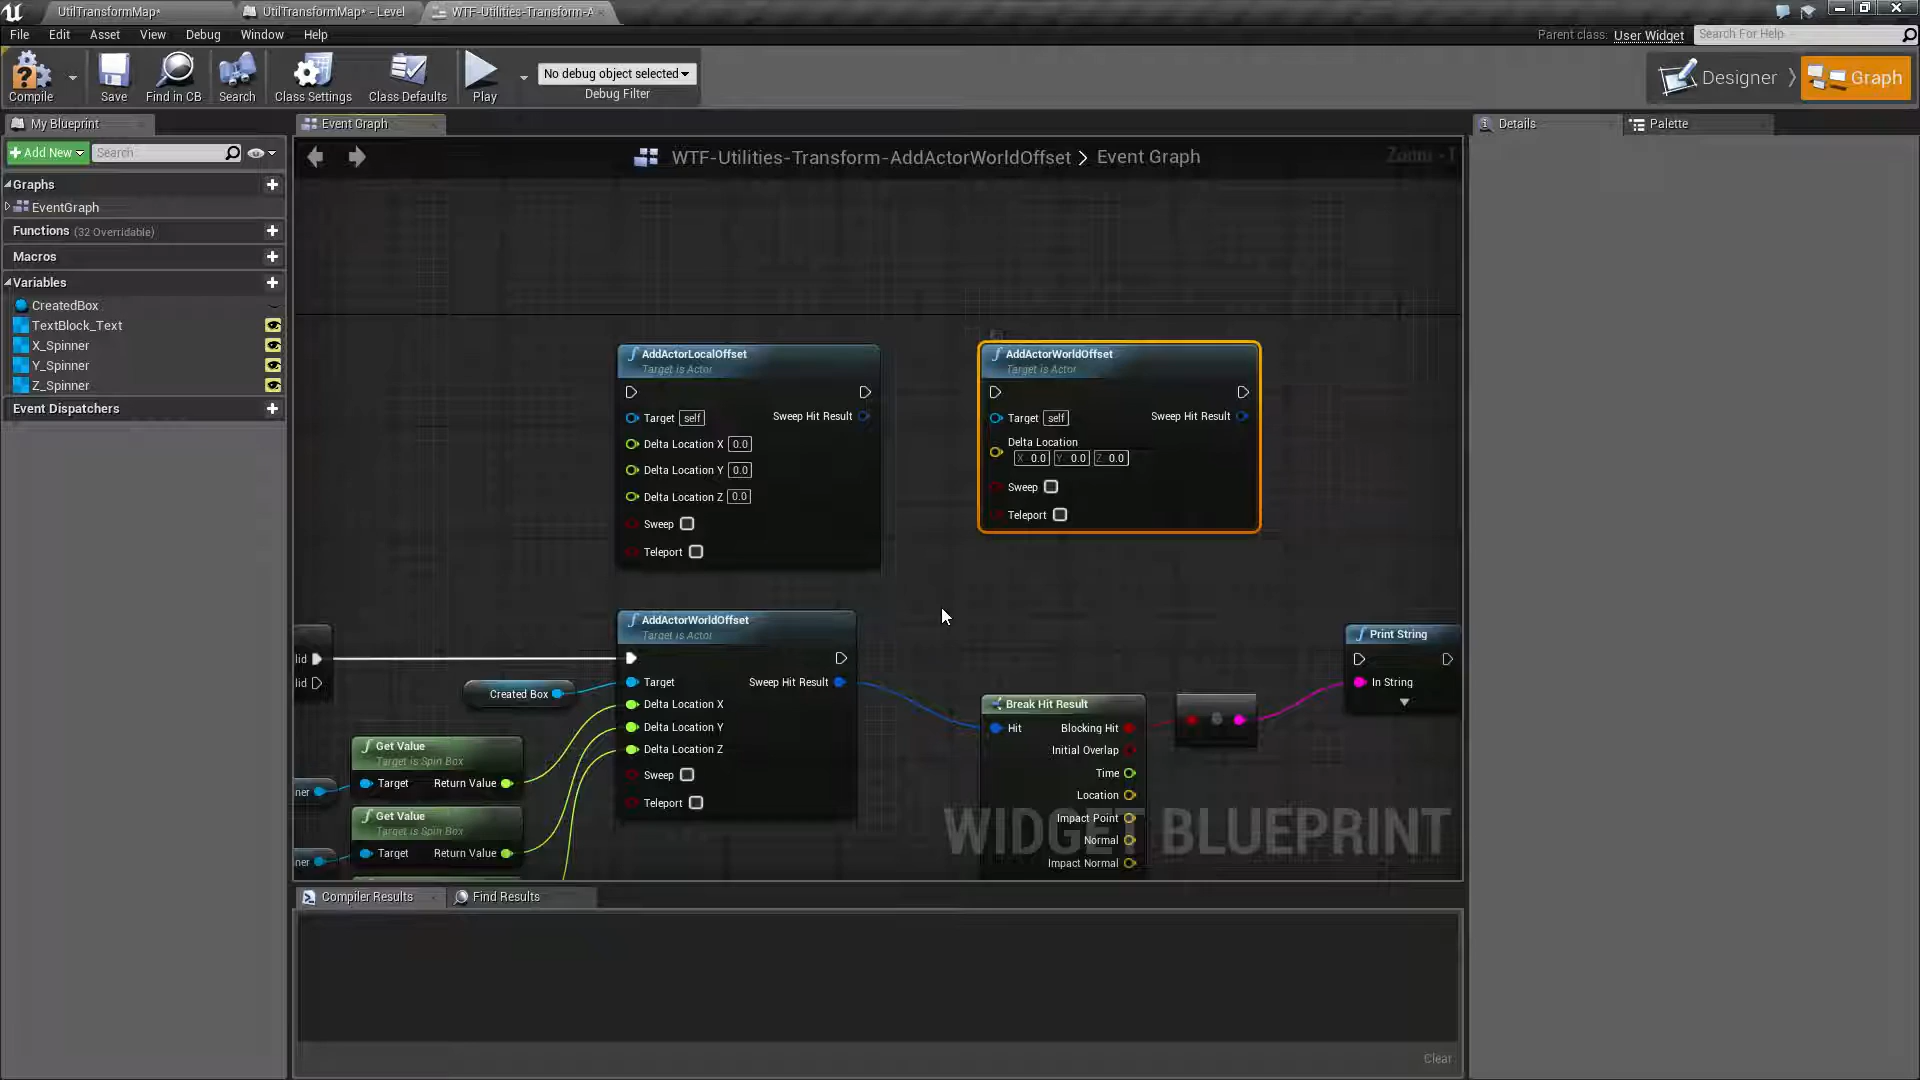 UtilTransformMap*
UtilTransformMap* - Level
WTF-Utilities-Transform-A
File
Edit
Asset
View
Debug
Window
Help
Parent class: User Widget
Search For Help
Compile
Save
Find in CB
Search
Class Settings
Class Defaults
Play
No debug object selected
Debug Filter
Designer
Graph
My Blueprint
Add New
Search
Graphs
EventGraph
Functions (32 Overridable)
Macros
Variables
CreatedBox
TextBlock_Text
X_Spinner
Y_Spinner
Z_Spinner
Event Dispatchers
Event Graph
WTF-Utilities-Transform-AddActorWorldOffset > Event Graph
AddActorLocalOffset
Target is Actor
Target self
Sweep Hit Result
Delta Location X 0.0
Delta Location Y 0.0
Delta Location Z 0.0
Sweep
Teleport
AddActorWorldOffset
Target is Actor
Target self
Sweep Hit Result
Delta Location
X 0.0 Y 0.0 Z 0.0
Sweep
Teleport
lid
lid
Created Box
AddActorWorldOffset
Target is Actor
Target
Sweep Hit Result
Delta Location X
Delta Location Y
Delta Location Z
Sweep
Teleport
ner
Get Value
Target is Spin Box
Target Return Value
ner
Get Value
Target is Spin Box
Target Return Value
Break Hit Result
Hit
Blocking Hit
Initial Overlap
Time
Location
Impact Point
Normal
Impact Normal
Print String
In String
WIDGET BLUEPRINT
Compiler Results
Find Results
Clear
Details
Palette